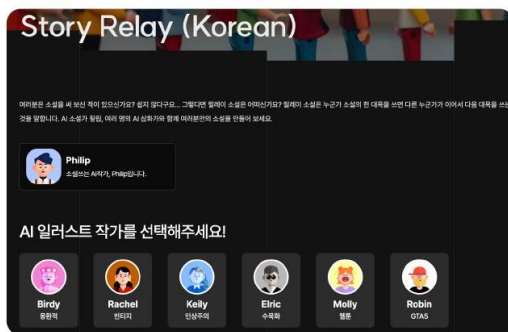 Story Relay (Korean)
여러분은 소설을 써 보신 적이 있으신가요? 쉽지 않다구요... 그렇다면 릴레이 소설은 어떠신가요? 릴레이 소설은 누군가 소설의 한 대목을 쓰면 다른 누군가가 이어서 다음 대목을 쓰는
것을 말합니다. AI 소설가 필립, 여러 명의 AI 삽화가와 함께 여러분만의 소설을 만들어 보세요.
Philip
소설쓰는 AI작가, Philip입니다.
AI 일러스트 작가를 선택해주세요!
Birdy
몽환적
Rachel
빈티지
Keily
인상주의
Elric
수묵화
Molly
웹툰
Robin
GTA5